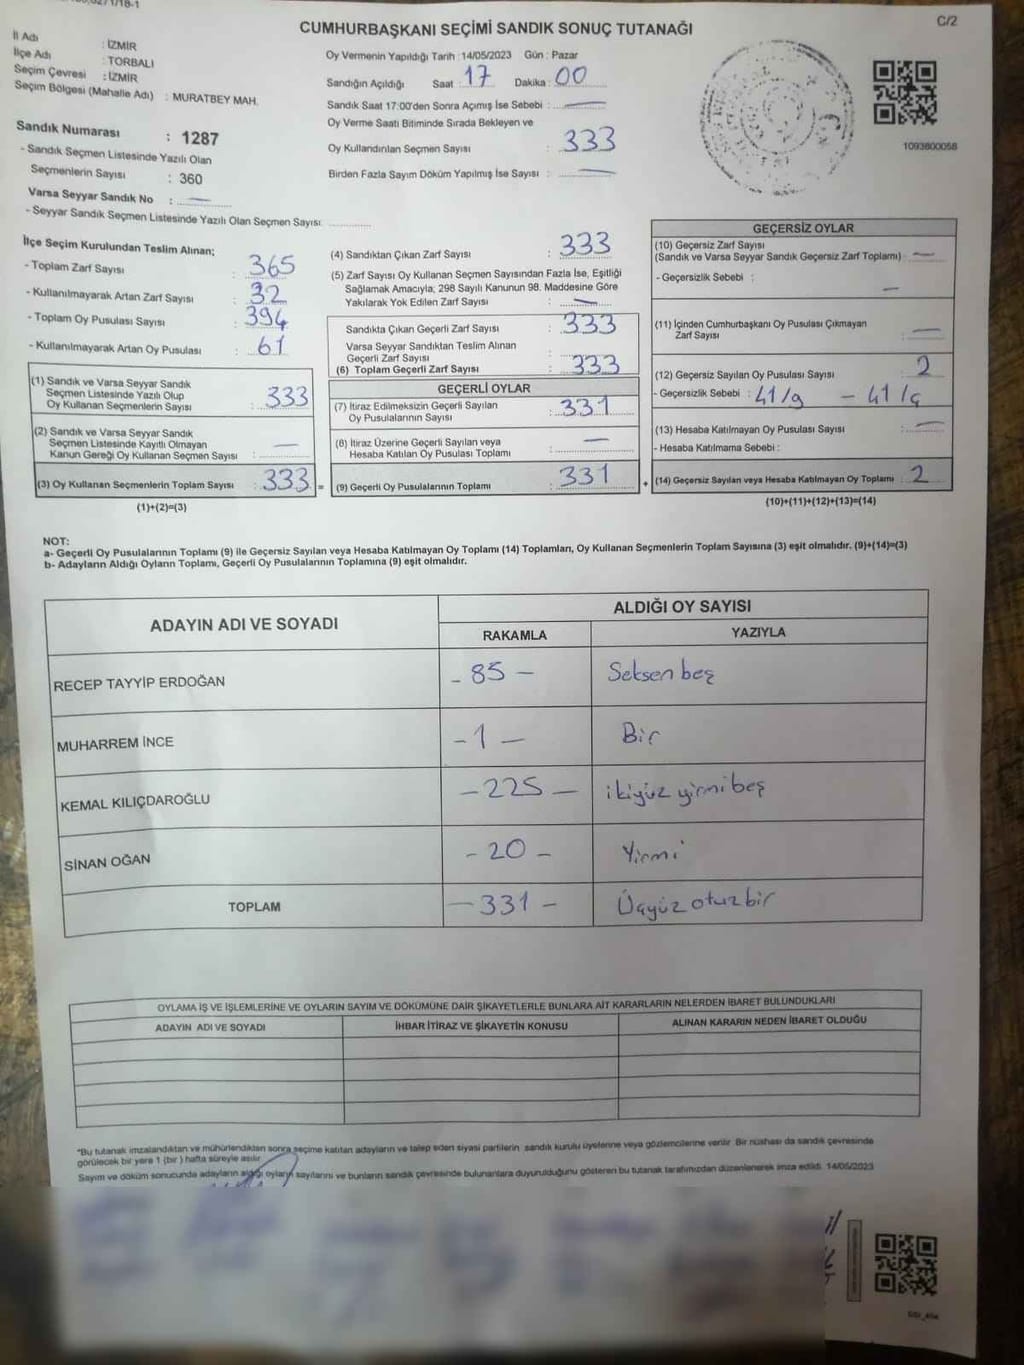 CUMHURBAŞKANI SEÇİMİ SANDIK SONUÇ TUTANAĞI
C/2
İl Adı : İZMİR
İlçe Adı : TORBALI
Seçim Çevresi : İZMİR
Seçim Bölgesi (Mahalle Adı) : MURATBEY MAH.
Sandık Numarası : 1287
- Sandık Seçmen Listesinde Yazılı Olan
Seçmenlerin Sayısı : 360
Varsa Seyyar Sandık No : —
- Seyyar Sandık Seçmen Listesinde Yazılı Olan Seçmen Sayısı:
Oy Vermenin Yapıldığı Tarih :14/05/2023 Gün : Pazar
Sandığın Açıldığı Saat : 17 Dakika : 00
Sandık Saat 17:00'den Sonra Açımış İse Sebebi : —
Oy Verme Saati Bitiminde Sırada Bekleyen ve
Oy Kullandırılan Seçmen Sayısı : 333
Birden Fazla Sayım Döküm Yapılmış İse Sayısı : —
1093800058
İlçe Seçim Kurulundan Teslim Alınan;
- Toplam Zarf Sayısı : 365
- Kullanılmayarak Artan Zarf Sayısı : 32
- Toplam Oy Pusulası Sayısı : 394
- Kullanılmayarak Artan Oy Pusulası : 61
(1) Sandık ve Varsa Seyyar Sandık
Seçmen Listesinde Yazılı Olup
Oy Kullanan Seçmenlerin Sayısı : 333
(2) Sandık ve Varsa Seyyar Sandık
Seçmen Listesinde Kayıtlı Olmayan
Kanun Gereği Oy Kullanan Seçmen Sayısı : —
(3) Oy Kullanan Seçmenlerin Toplam Sayısı : 333 =
(1)+(2)=(3)
(4) Sandıktan Çıkan Zarf Sayısı : 333
(5) Zarf Sayısı Oy Kullanan Seçmen Sayısından Fazla İse, Eşitliği
Sağlamak Amacıyla; 298 Sayılı Kanunun 98. Maddesine Göre
Yakılarak Yok Edilen Zarf Sayısı : —
Sandıkta Çıkan Geçerli Zarf Sayısı : 333
Varsa Seyyar Sandıktan Teslim Alınan
Geçerli Zarf Sayısı :
(6) Toplam Geçerli Zarf Sayısı : 333
GEÇERLİ OYLAR
(7) İtiraz Edilmeksizin Geçerli Sayılan
Oy Pusulalarının Sayısı : 331
(8) İtiraz Üzerine Geçerli Sayılan veya
Hesaba Katılan Oy Pusulası Toplamı : —
(9) Geçerli Oy Pusulalarının Toplamı : 331 +
GEÇERSİZ OYLAR
(10) Geçersiz Zarf Sayısı
(Sandık ve Varsa Seyyar Sandık Geçersiz Zarf Toplamı) : —
- Geçersizlik Sebebi : —
(11) İçinden Cumhurbaşkanı Oy Pusulası Çıkmayan
Zarf Sayısı : —
(12) Geçersiz Sayılan Oy Pusulası Sayısı : 2
- Geçersizlik Sebebi : 41/g - 41/ç
(13) Hesaba Katılmayan Oy Pusulası Sayısı : —
- Hesaba Katılmama Sebebi :
(14) Geçersiz Sayılan veya Hesaba Katılmayan Oy Toplamı : 2
(10)+(11)+(12)+(13)=(14)
NOT:
a- Geçerli Oy Pusulalarının Toplamı (9) ile Geçersiz Sayılan veya Hesaba Katılmayan Oy Toplamı (14) Toplamları, Oy Kullanan Seçmenlerin Toplam Sayısına (3) eşit olmalıdır. (9)+(14)=(3)
b- Adayların Aldığı Oyların Toplamı, Geçerli Oy Pusulalarının Toplamına (9) eşit olmalıdır.
ADAYIN ADI VE SOYADI
ALDIĞI OY SAYISI
RAKAMLA YAZIYLA
RECEP TAYYİP ERDOĞAN - 85 - Seksen beş
MUHARREM İNCE - 1 - Bir
KEMAL KILIÇDAROĞLU - 225 - ikiyüz yirmi beş
SİNAN OĞAN - 20 - Yirmi
TOPLAM - 331 - Üçyüz otuz bir
OYLAMA İŞ VE İŞLEMLERİNE VE OYLARIN SAYIM VE DÖKÜMÜNE DAİR ŞİKAYETLERLE BUNLARA AİT KARARLARIN NELERDEN İBARET BULUNDUKLARI
ADAYIN ADI VE SOYADI İHBAR İTİRAZ VE ŞİKAYETİN KONUSU ALINAN KARARIN NEDEN İBARET OLDUĞU
*Bu tutanak imzalandıktan ve mühürlendikten sonra seçime katılan adayların ve talep eden siyasi partilerin sandık kurulu üyelerine veya gözlemcilerine verilir. Bir nüshası da sandık çevresinde
görülecek bir yere 1 (bir) hafta süreyle asılır.
Sayım ve döküm sonucunda adayların aldığı oyların sayılarını ve bunların sandık çevresinde bulunanlara duyurulduğunu gösteren bu tutanak tarafımızdan düzenlenerek imza edildi. 14/05/2023